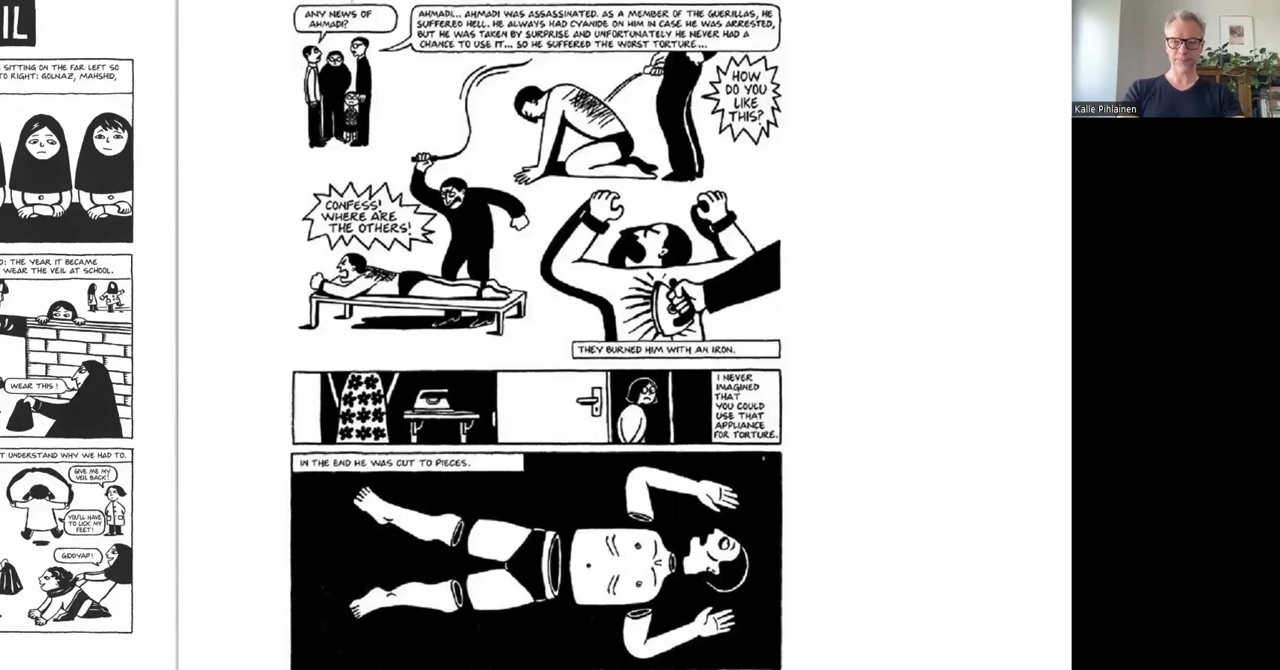 IL
SITTING ON THE FAR LEFT SO
TO RIGHT: GOLNAZ, MAHSHID,
: THE YEAR IT BECAME
WEAR THE VEIL AT SCHOOL.
WEAR THIS!
T UNDERSTAND WHY WE HAD TO.
GIVE ME MY
VEIL BACK!
YOU'LL HAVE
TO LICK MY
FEET!
GIDDYAP!
ANY NEWS OF
AHMADI?
AHMADI... AHMADI WAS ASSASSINATED. AS A MEMBER OF THE GUERILLAS, HE
SUFFERED HELL. HE ALWAYS HAD CYANIDE ON HIM IN CASE HE WAS ARRESTED,
BUT HE WAS TAKEN BY SURPRISE AND UNFORTUNATELY HE NEVER HAD A
CHANCE TO USE IT... SO HE SUFFERED THE WORST TORTURE...
HOW
DO YOU
LIKE
THIS?
CONFESS!
WHERE ARE
THE OTHERS!
THEY BURNED HIM WITH AN IRON.
I NEVER
IMAGINED
THAT
YOU COULD
USE THAT
APPLIANCE
FOR TORTURE.
IN THE END HE WAS CUT TO PIECES.
Kalle Pihlainen